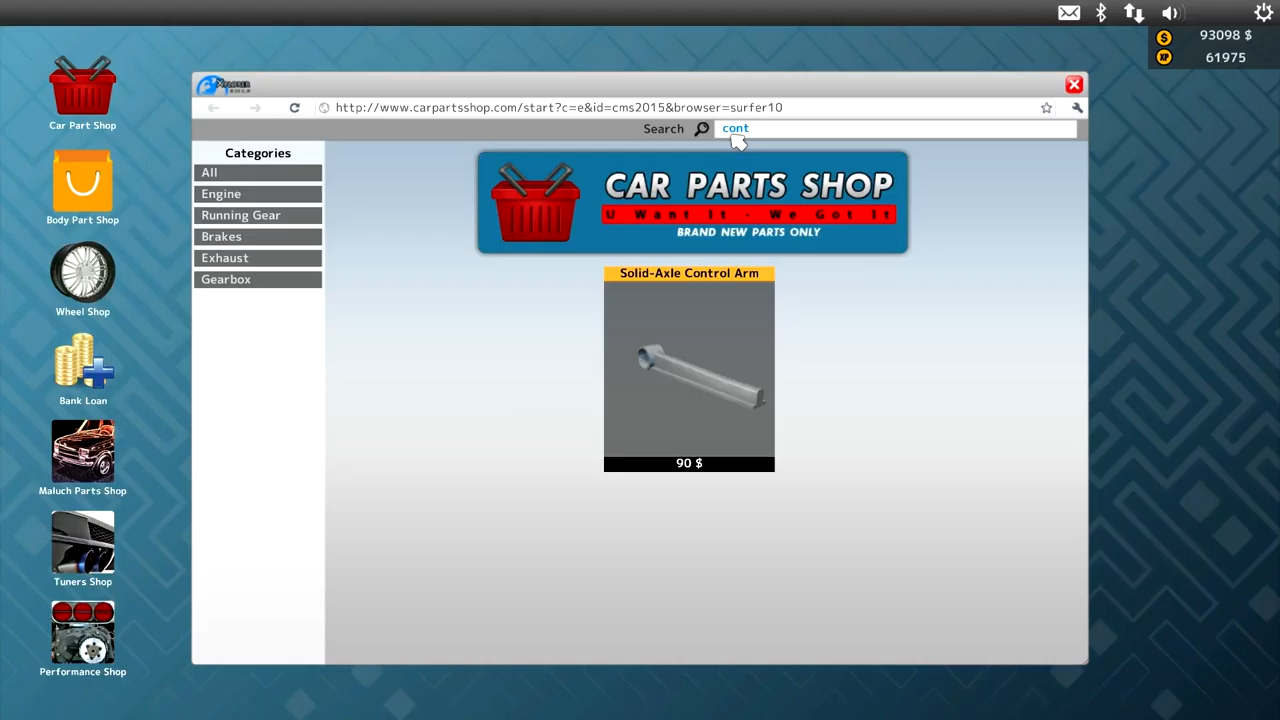 93098 $
XP
61975
Car Part Shop
Body Part Shop
Wheel Shop
Bank Loan
Maluch Parts Shop
Tuners Shop
Performance Shop
http://www.carpartsshop.com/start?c=e&id=cms2015&browser=surfer10
Search
cont
Categories
All
Engine
Running Gear
Brakes
Exhaust
Gearbox
CAR PARTS SHOP
U Want It - We Got It
BRAND NEW PARTS ONLY
Solid-Axle Control Arm
90 $